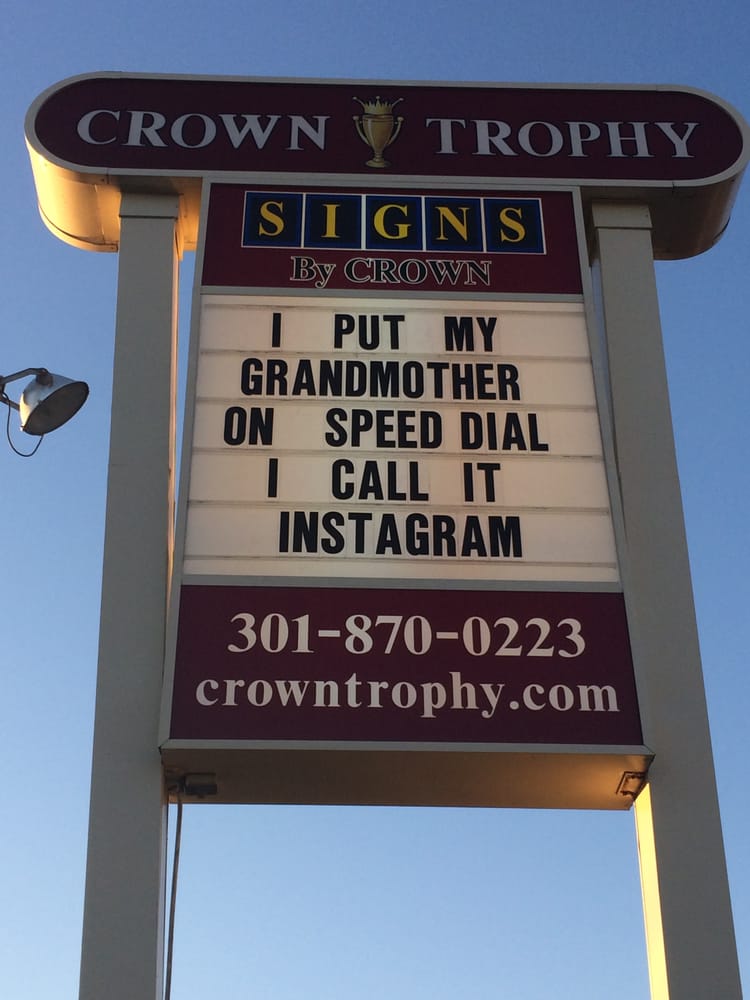 CROWN TROPHY
SIGNS
By CROWN
I PUT MY
GRANDMOTHER
ON SPEED DIAL
I CALL IT
INSTAGRAM
301-870-0223
crowntrophy.com